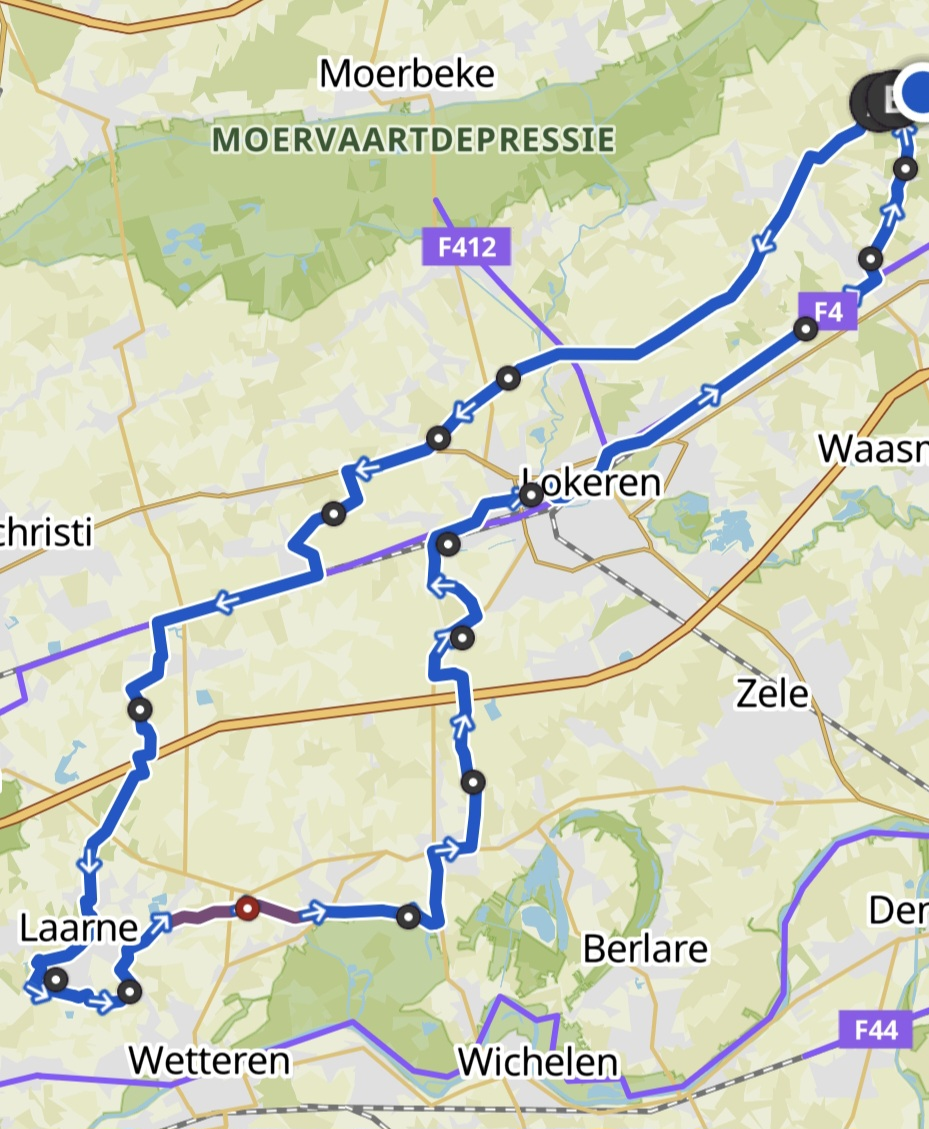 Moerbeke
MOERVAARTDEPRESSIE
F412
F4
Waasm
Lokeren
christi
Zele
Laarne
Der
Berlare
F44
Wetteren
Wichelen